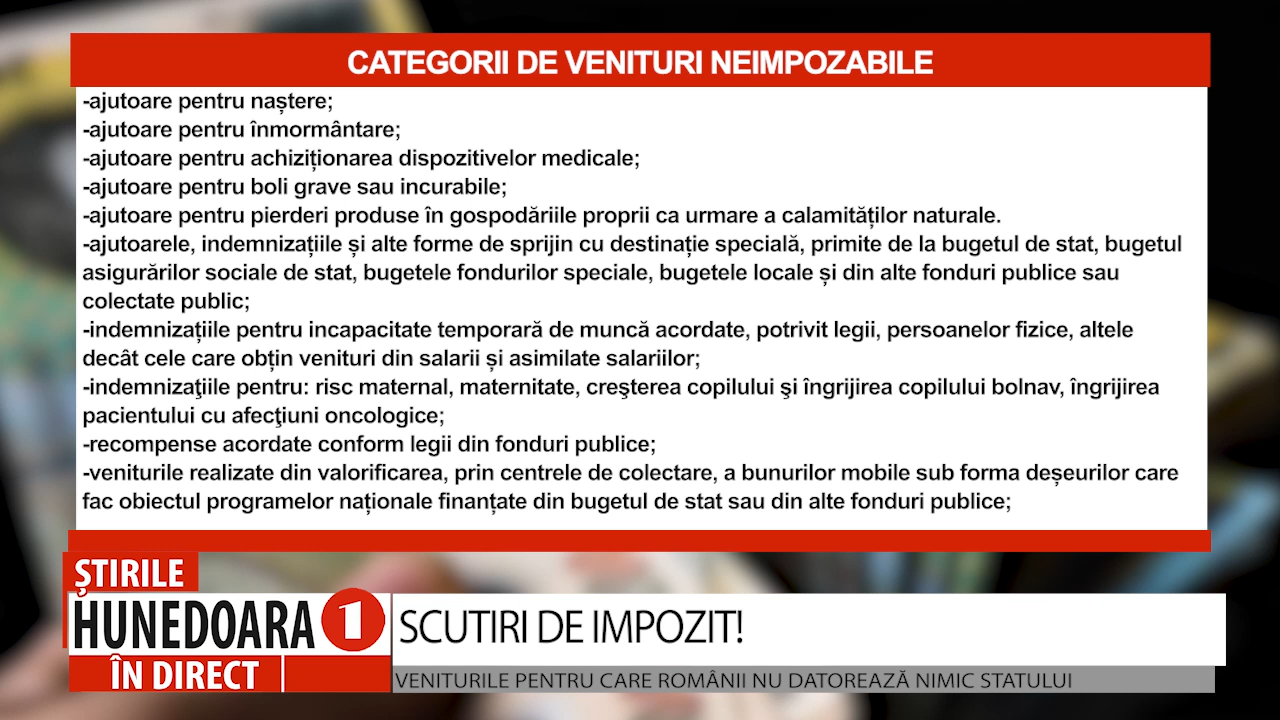 CATEGORII DE VENITURI NEIMPOZABILE
-ajutoare pentru naștere;
-ajutoare pentru înmormântare;
-ajutoare pentru achiziționarea dispozitivelor medicale;
-ajutoare pentru boli grave sau incurabile;
-ajutoare pentru pierderi produse în gospodăriile proprii ca urmare a calamităților naturale.
-ajutoarele, indemnizațiile și alte forme de sprijin cu destinație specială, primite de la bugetul de stat, bugetul
asigurărilor sociale de stat, bugetele fondurilor speciale, bugetele locale și din alte fonduri publice sau
colectate public;
-indemnizațiile pentru incapacitate temporară de muncă acordate, potrivit legii, persoanelor fizice, altele
decât cele care obțin venituri din salarii și asimilate salariilor;
-indemnizaţiile pentru: risc maternal, maternitate, creşterea copilului şi îngrijirea copilului bolnav, îngrijirea
pacientului cu afecţiuni oncologice;
-recompense acordate conform legii din fonduri publice;
-veniturile realizate din valorificarea, prin centrele de colectare, a bunurilor mobile sub forma deșeurilor care
fac obiectul programelor naționale finanțate din bugetul de stat sau din alte fonduri publice;
ȘTIRILE
HUNEDOARA 1
ÎN DIRECT
SCUTIRI DE IMPOZIT!
VENITURILE PENTRU CARE ROMÂNII NU DATOREAZĂ NIMIC STATULUI